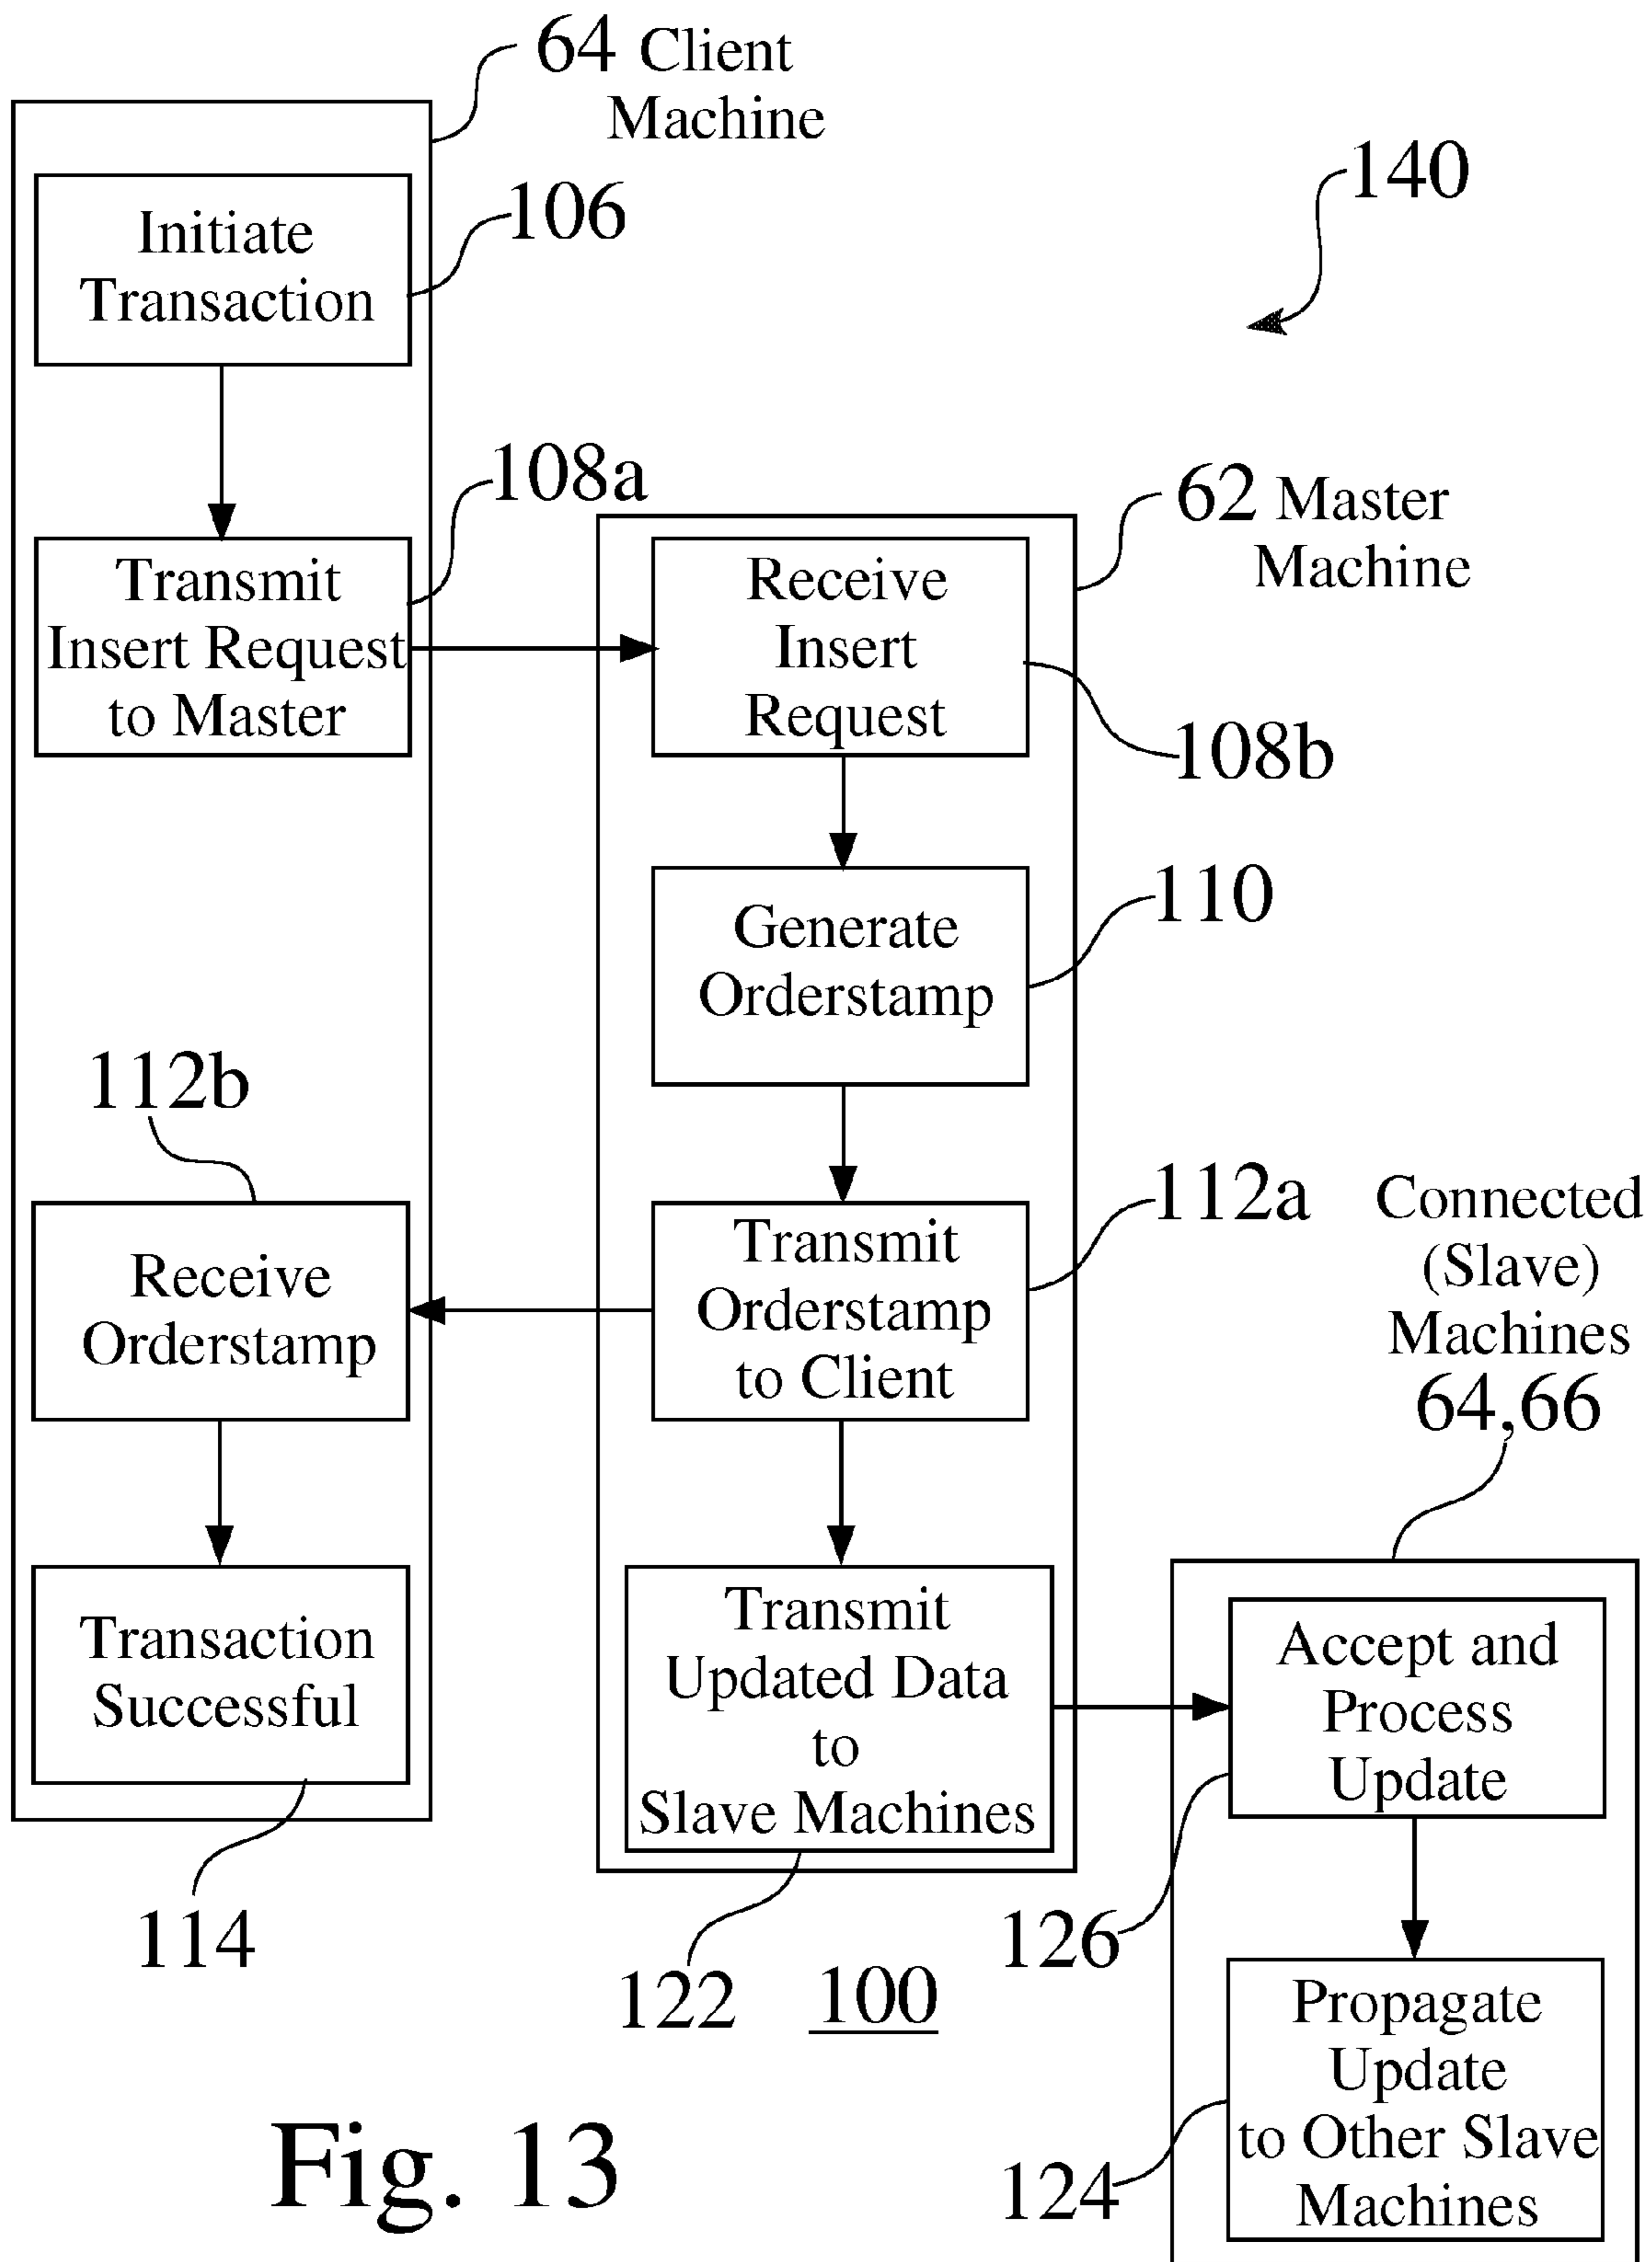 64 Client
Machine
Initiate
Transaction
106
140
Transmit
Insert Request
to Master
108a
62 Master
Machine
Receive
Insert
Request
108b
Generate
Orderstamp
110
112b
Receive
Orderstamp
Transmit
Orderstamp
to Client
112a
Connected
(Slave)
Machines
64,66
Transaction
Successful
114
Transmit
Updated Data
to
Slave Machines
122
Accept and
Process
Update
126
Propagate
Update
to Other Slave
Machines
124
100
Fig. 13